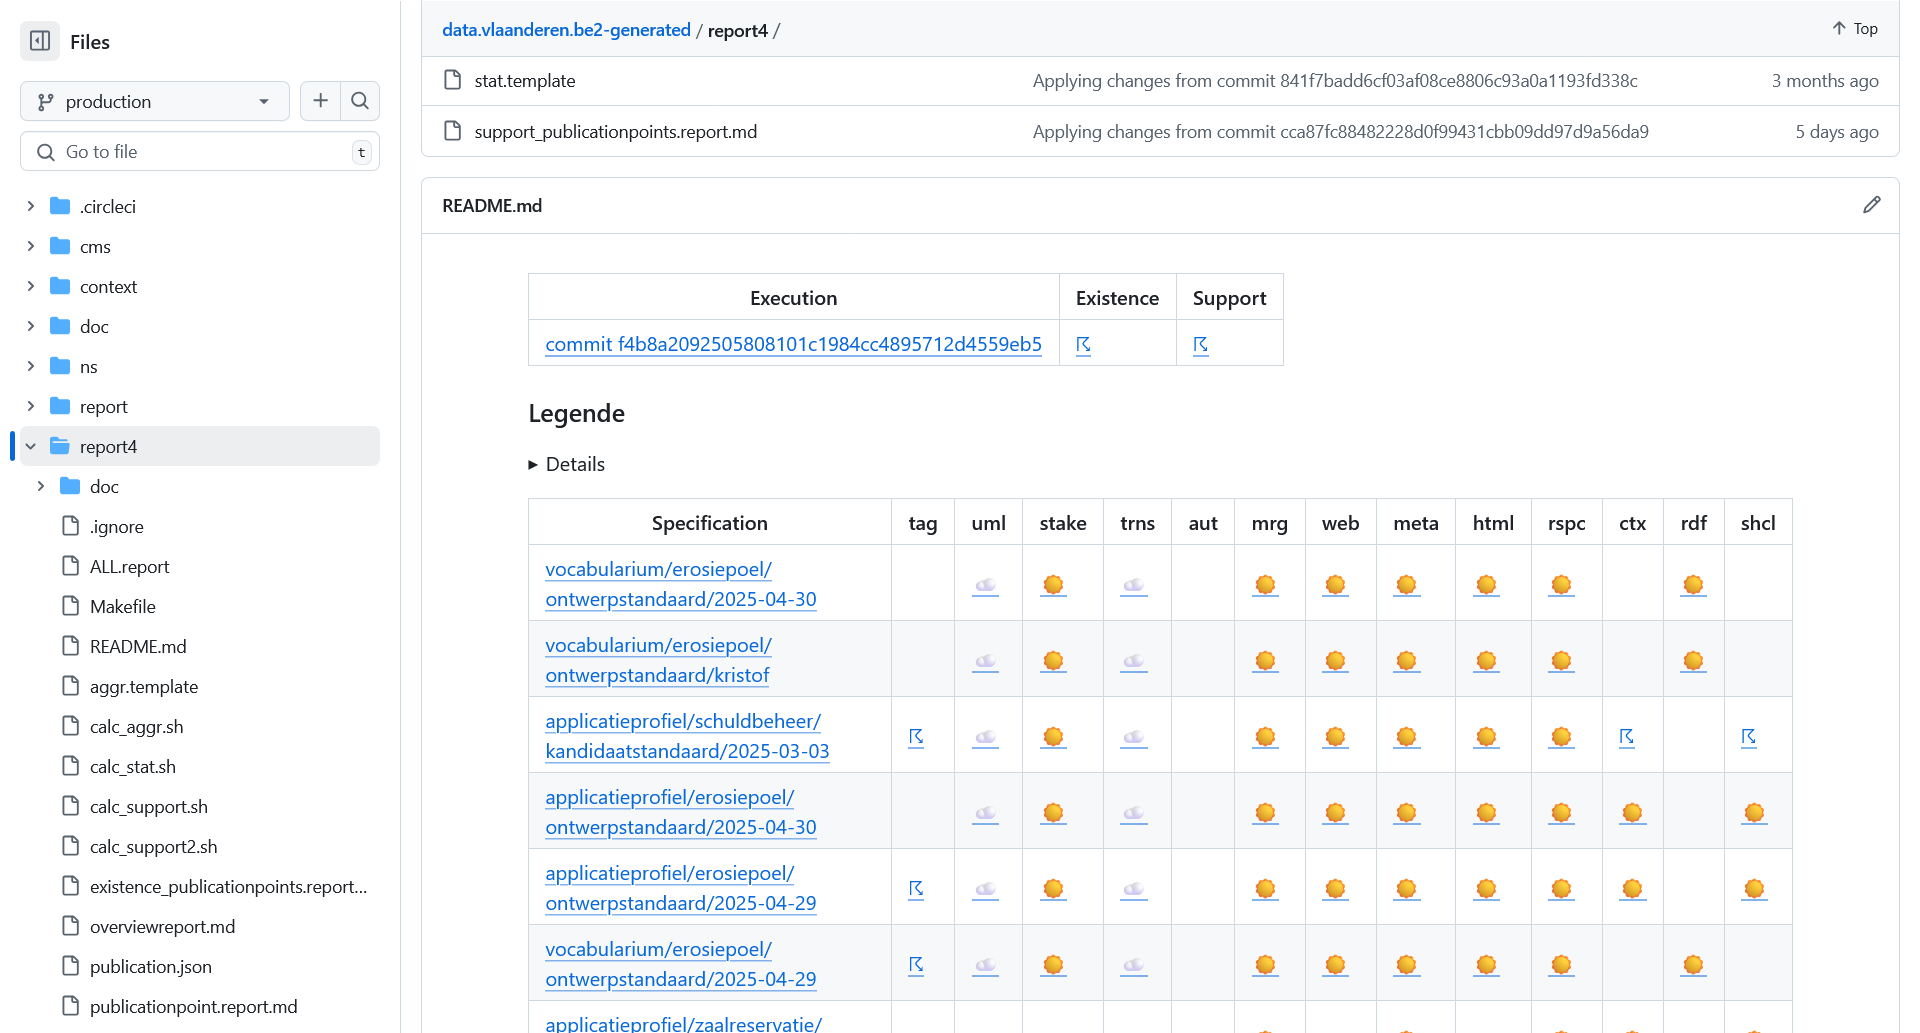 Files
production
Go to file
t
.circleci
cms
context
doc
ns
report
report4
doc
.ignore
ALL.report
Makefile
README.md
aggr.template
calc_aggr.sh
calc_stat.sh
calc_support.sh
calc_support2.sh
existence_publicationpoints.report...
overviewreport.md
publication.json
publicationpoint.report.md
data.vlaanderen.be2-generated / report4 /
Top
stat.template Applying changes from commit 841f7badd6cf03af08ce8806c93a0a1193fd338c 3 months ago
support_publicationpoints.report.md Applying changes from commit cca87fc88482228d0f99431cbb09dd97d9a56da9 5 days ago
README.md
Execution Existence Support
commit f4b8a2092505808101c1984cc4895712d4559eb5 ☈ ☈
Legende
Details
Specification tag uml stake trns aut mrg web meta html rspc ctx rdf shcl
vocabularium/erosiepoel/
ontwerpstandaard/2025-04-30
vocabularium/erosiepoel/
ontwerpstandaard/kristof
applicatieprofiel/schuldbeheer/
kandidaatstandaard/2025-03-03 ☈ ☈ ☈
applicatieprofiel/erosiepoel/
ontwerpstandaard/2025-04-30
applicatieprofiel/erosiepoel/
ontwerpstandaard/2025-04-29 ☈
vocabularium/erosiepoel/
ontwerpstandaard/2025-04-29 ☈
applicatieprofiel/zaalreservatie/